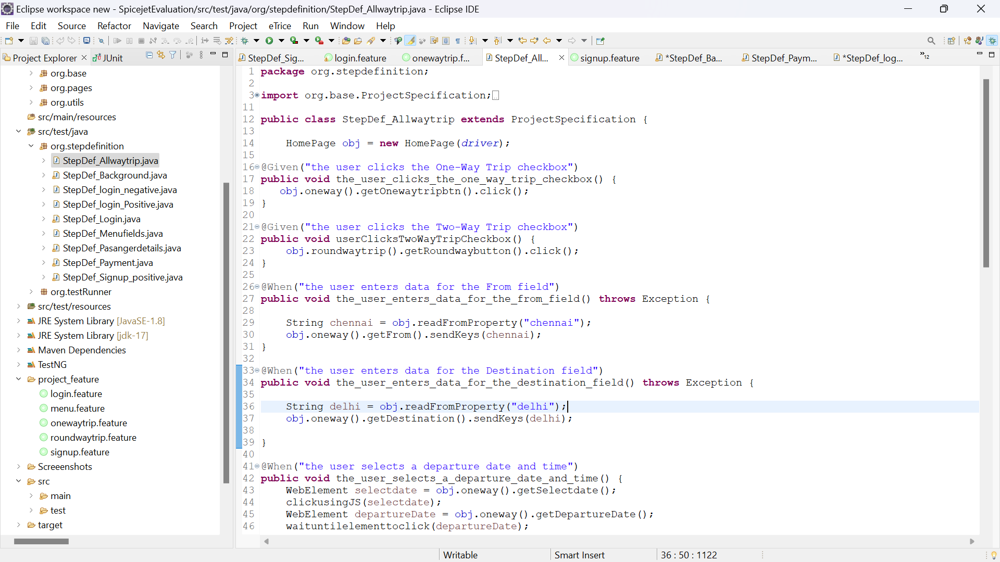 Eclipse workspace new - SpicejetEvaluation/src/test/java/org/stepdefinition/StepDef_Allwaytrip.java - Eclipse IDE
File Edit Source Refactor Navigate Search Project eTrice Run Window Help
Project Explorer JUnit
StepDef_Sig... login.feature onewaytrip.f... StepDef_All... signup.feature *StepDef_Ba... StepDef_Paym... *StepDef_log... »12
org.base
org.pages
org.utils
src/main/resources
src/test/java
org.stepdefinition
StepDef_Allwaytrip.java
StepDef_Background.java
StepDef_login_negative.java
StepDef_login_Positive.java
StepDef_Login.java
StepDef_Menufields.java
StepDef_Pasangerdetails.java
StepDef_Payment.java
StepDef_Signup_positive.java
org.testRunner
src/test/resources
JRE System Library [JavaSE-1.8]
JRE System Library [jdk-17]
Maven Dependencies
TestNG
project_feature
login.feature
menu.feature
onewaytrip.feature
roundwaytrip.feature
signup.feature
Screeenshots
src
main
test
target
1 package org.stepdefinition;
2
3 import org.base.ProjectSpecification;
11
12 public class StepDef_Allwaytrip extends ProjectSpecification {
13
14 HomePage obj = new HomePage(driver);
15
16 @Given("the user clicks the One-Way Trip checkbox")
17 public void the_user_clicks_the_one_way_trip_checkbox() {
18 obj.oneway().getOnewaytripbtn().click();
19 }
20
21 @Given("the user clicks the Two-Way Trip checkbox")
22 public void userClicksTwoWayTripCheckbox() {
23 obj.roundwaytrip().getRoundwaybutton().click();
24 }
25
26 @When("the user enters data for the From field")
27 public void the_user_enters_data_for_the_from_field() throws Exception {
28
29 String chennai = obj.readFromProperty("chennai");
30 obj.oneway().getFrom().sendKeys(chennai);
31 }
32
33 @When("the user enters data for the Destination field")
34 public void the_user_enters_data_for_the_destination_field() throws Exception {
35
36 String delhi = obj.readFromProperty("delhi");
37 obj.oneway().getDestination().sendKeys(delhi);
38
39 }
40
41 @When("the user selects a departure date and time")
42 public void the_user_selects_a_departure_date_and_time() {
43 WebElement selectdate = obj.oneway().getSelectdate();
44 clickusingJS(selectdate);
45 WebElement departureDate = obj.oneway().getDepartureDate();
46 waituntilelementtoclick(departureDate);
Writable Smart Insert 36 : 50 : 1122